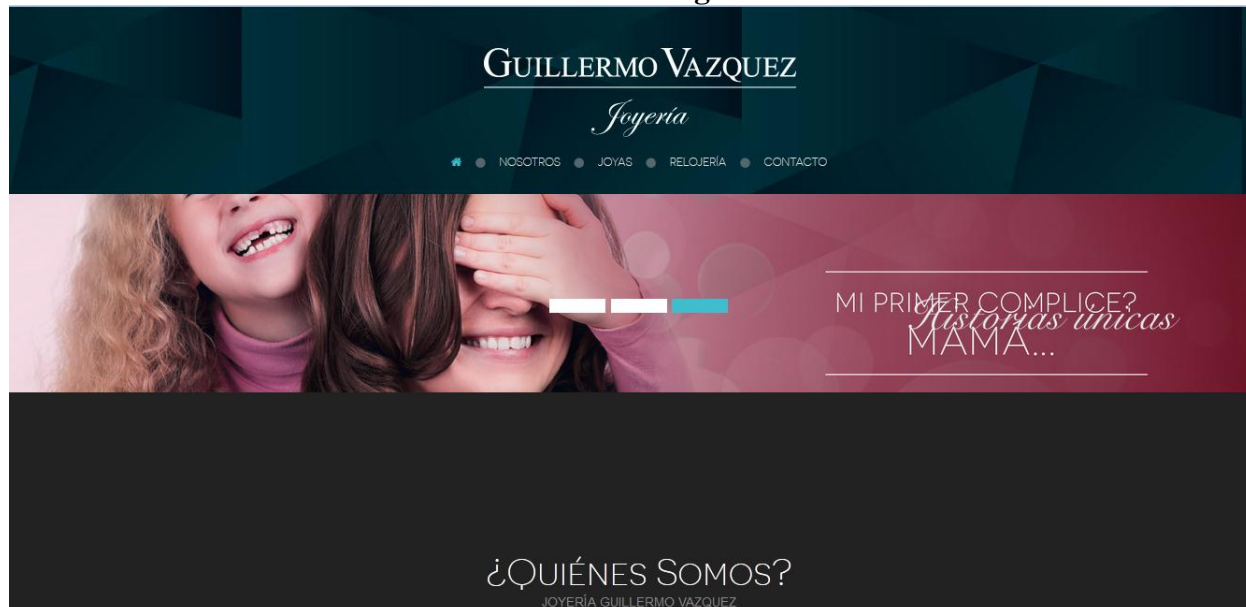 GUILLERMO VAZQUEZ
Joyería
NOSOTROS JOYAS RELOJERÍA CONTACTO
MI PRIMER COMPLICE?
Historias únicas
MAMÁ...
¿QUIÉNES SOMOS?
JOYERÍA GUILLERMO VAZQUEZ